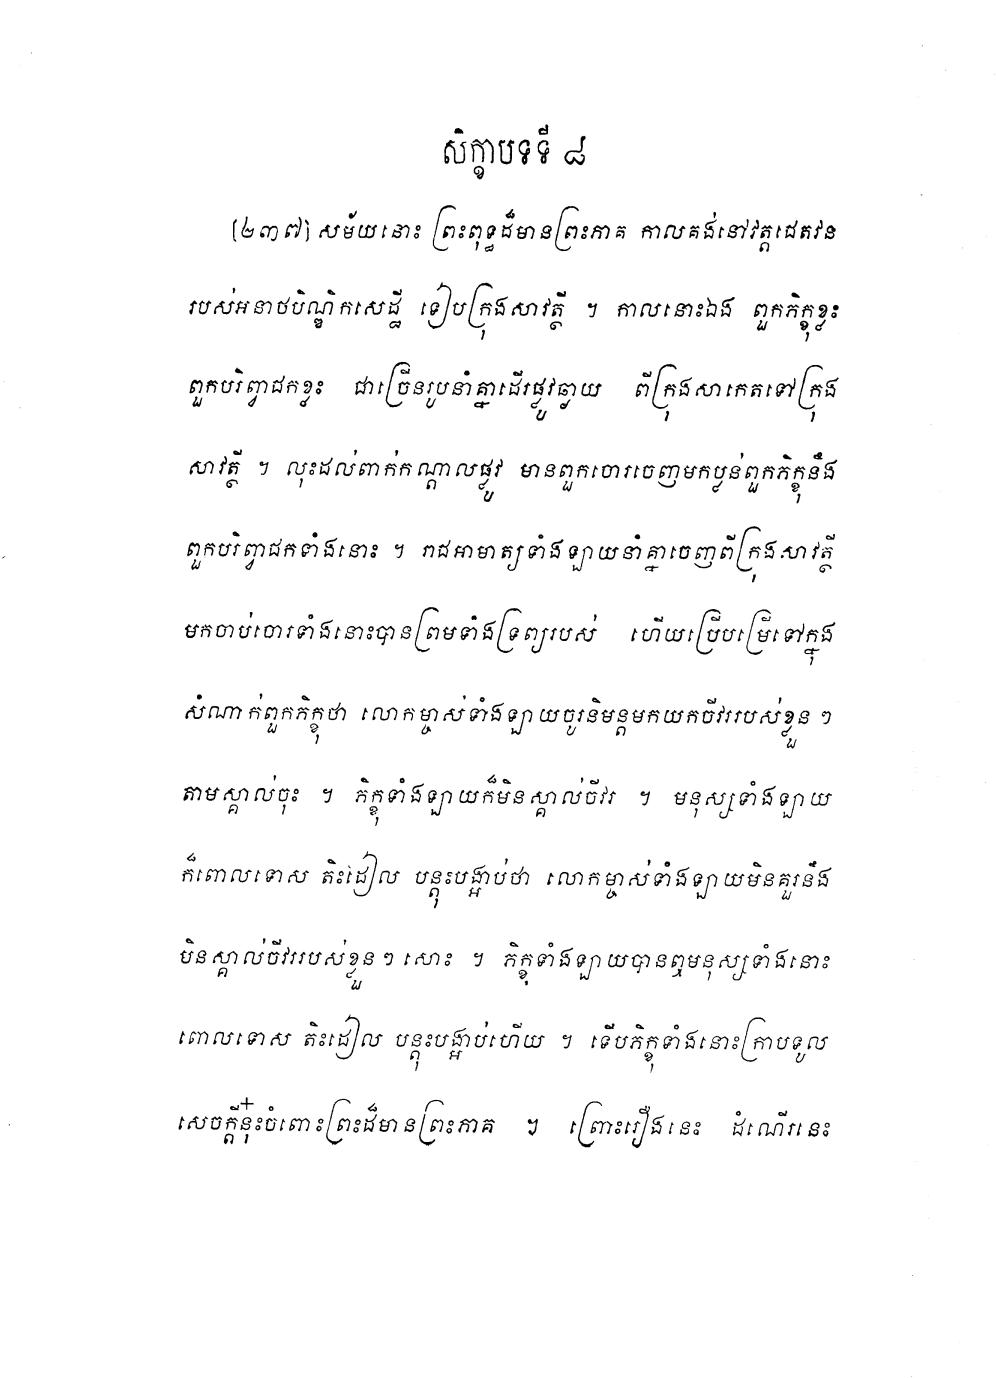 សិក្ខាបទទី ៨
[២៣៧] សម័យនោះ ព្រះពុទ្ធដ៏មានព្រះភាគ កាលគង់នៅវត្តជេតវន
របស់អនាថបិណ្ឌិកសេដ្ឋី ទៀបក្រុងសាវត្ថី ។ កាលនោះឯង ពួកភិក្ខុខ្លះ
ពួកបរិព្វាជកខ្លះ ជាច្រើនរូបនាំគ្នាដើរផ្លូវឆ្ងាយ ពីក្រុងសាកេតទៅក្រុង
សាវត្ថី ។ លុះដល់ពាក់កណ្តាលផ្លូវ មានពួកចោរចេញមកប្លន់ពួកភិក្ខុនឹង
ពួកបរិព្វាជកទាំងនោះ ។ រាជអាមាត្យទាំងឡាយនាំគ្នាចេញពីក្រុងសាវត្ថី
មកចាប់ចោរទាំងនោះបានព្រមទាំងទ្រព្យរបស់ ហើយប្រើបម្រើទៅក្នុង
សំណាក់ពួកភិក្ខុថា លោកម្ចាស់ទាំងឡាយចូរនិមន្តមកយកចីវររបស់ខ្លួន ៗ
តាមស្គាល់ចុះ ។ ភិក្ខុទាំងឡាយក៏មិនស្គាល់ចីវរ ។ មនុស្សទាំងឡាយ
ក៏ពោលទោស តិះដៀល បន្តុះបង្អាប់ថា លោកម្ចាស់ទាំងឡាយមិនគួរនឹង
មិនស្គាល់ចីវររបស់ខ្លួន ៗ សោះ ។ ភិក្ខុទាំងឡាយបានឮមនុស្សទាំងនោះ
ពោលទោស តិះដៀល បន្តុះបង្អាប់ហើយ ។ ទើបភិក្ខុទាំងនោះក្រាបទូល
សេចក្តីនុ៎ះចំពោះព្រះដ៏មានព្រះភាគ ។ ព្រោះរឿងនេះ ដំណើរនេះ